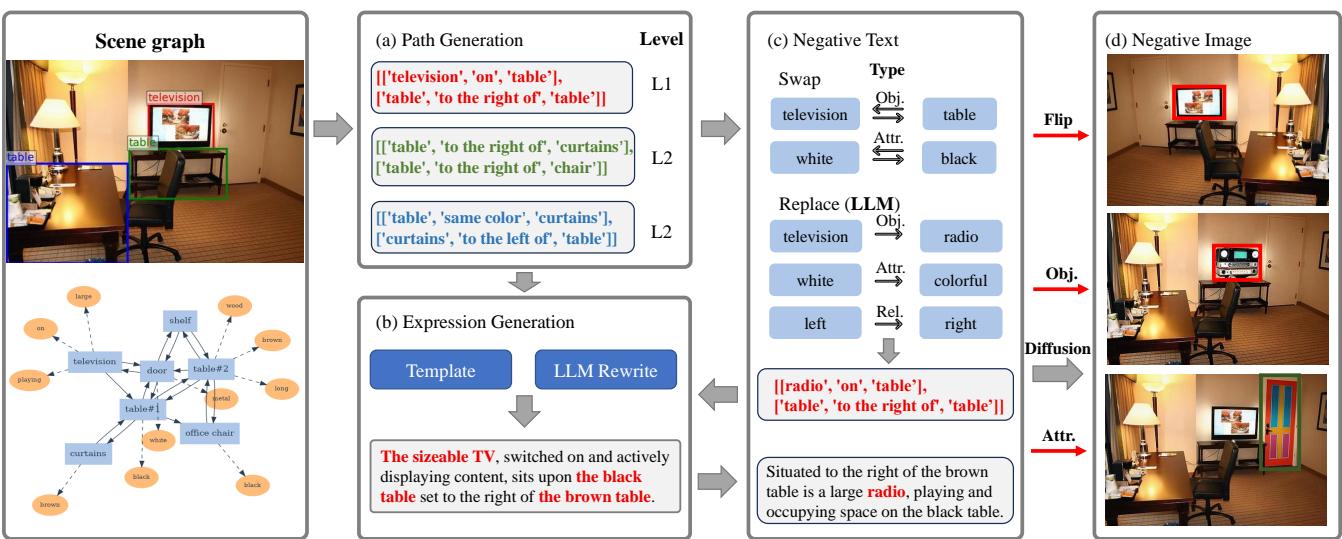 Scene graph
television
table
table
large
on
playing
television
shelf
wood
door
table#2
brown
long
metal
table#1
white
office chair
curtains
black
black
brown
(a) Path Generation
Level
[['television', 'on', 'table'],
['table', 'to the right of', 'table']]
L1
[['table', 'to the right of', 'curtains'],
['table', 'to the right of', 'chair']]
L2
[['table', 'same color', 'curtains'],
['curtains', 'to the left of', 'table']]
L2
(b) Expression Generation
Template
LLM Rewrite
The sizeable TV, switched on and actively
displaying content, sits upon the black
table set to the right of the brown table.
(c) Negative Text
Swap
Type
television
Obj.
table
white
Attr.
black
Replace (LLM)
television
Obj.
radio
white
Attr.
colorful
left
Rel.
right
[[radio', 'on', 'table'],
['table', 'to the right of', 'table']]
Situated to the right of the brown
table is a large radio, playing and
occupying space on the black table.
Flip
Obj.
Diffusion
Attr.
(d) Negative Image